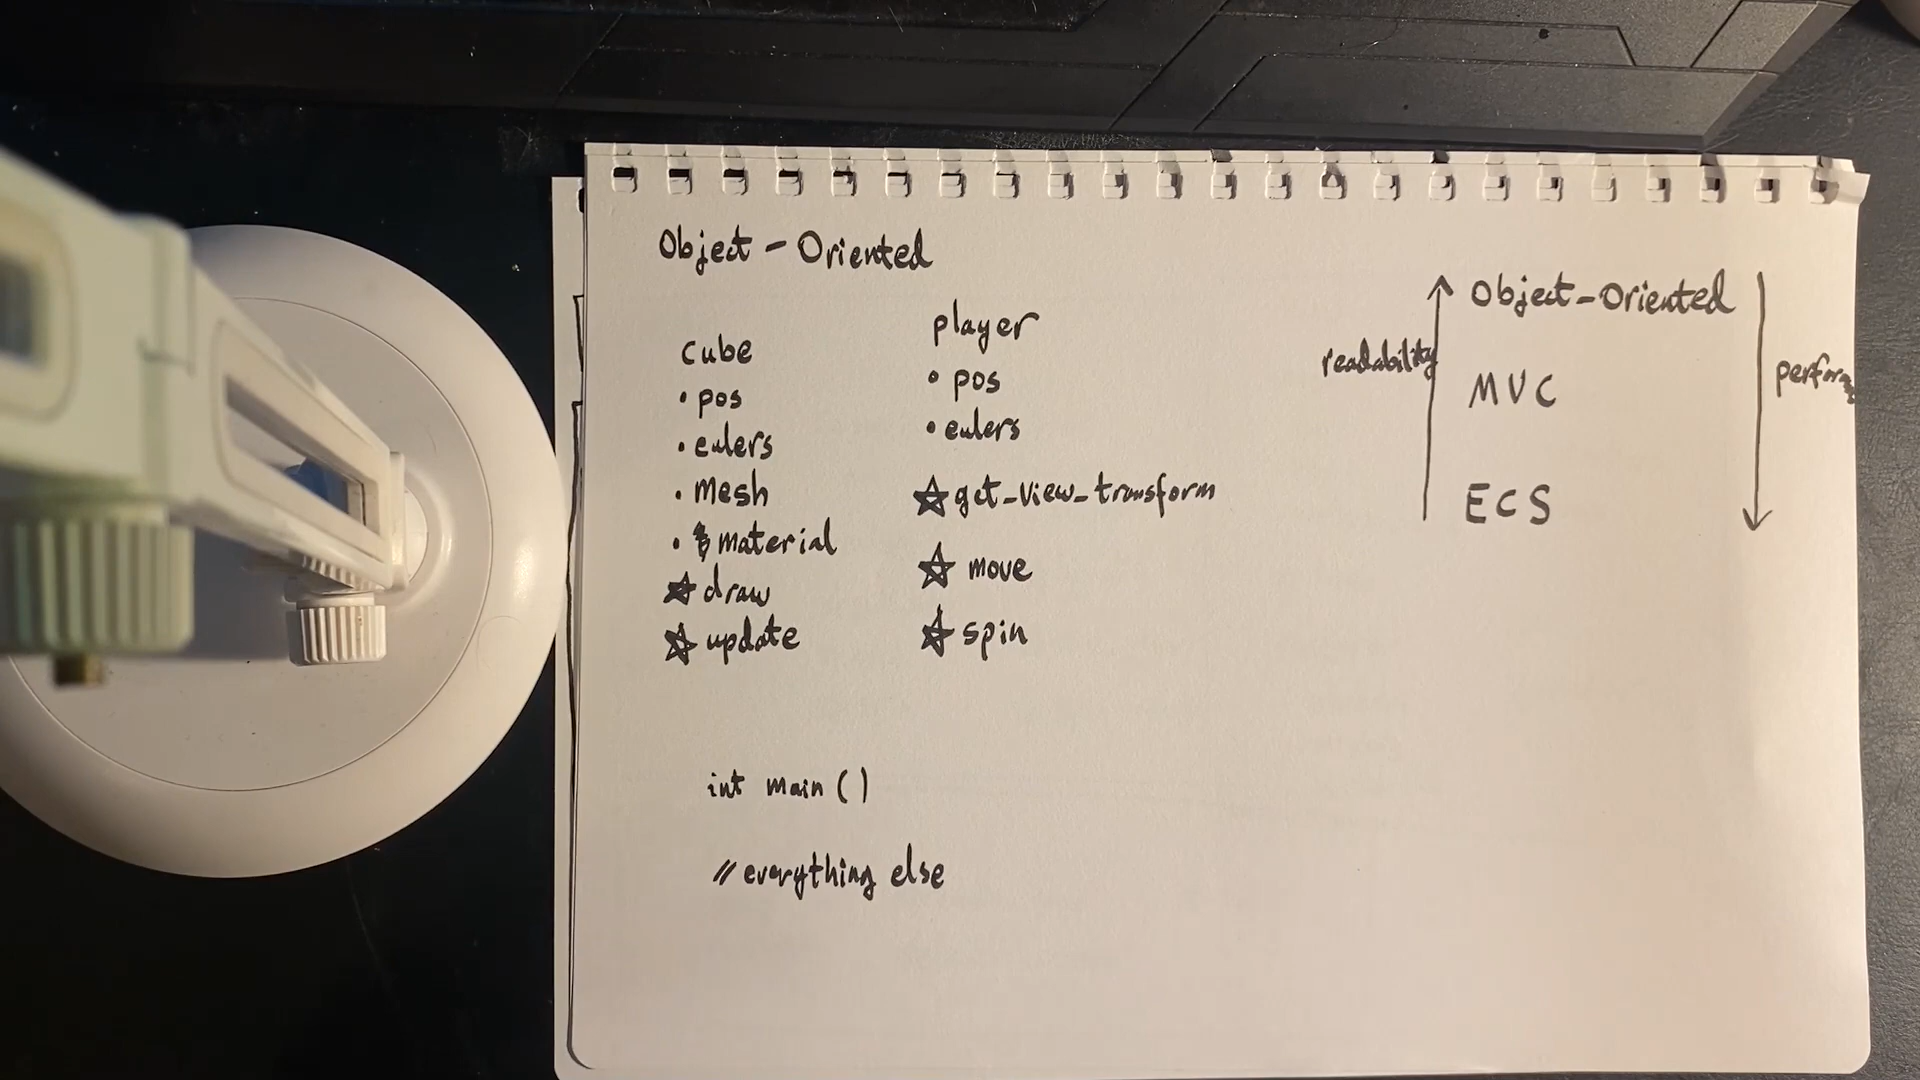 Object - Oriented
cube
• pos
• eulers
• mesh
• material
☆ draw
☆ update
player
• pos
• eulers
☆ get_view_transform
☆ move
☆ spin
int main ()
// everything else
readability
Object-Oriented
MVC
ECS